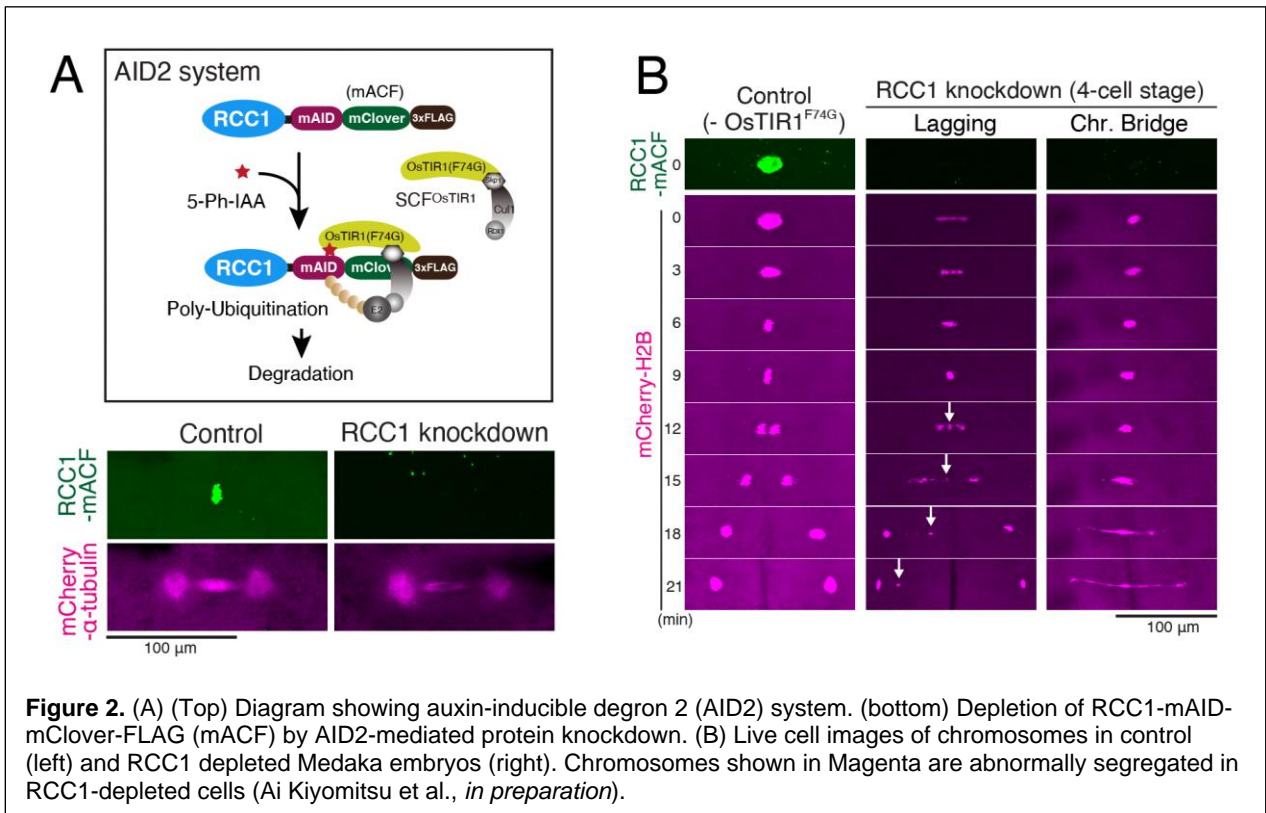 A
AID2 system
(mACF)
RCC1 mAID mClover 3xFLAG
OsTIR1(F74G)
Skp1
5-Ph-IAA
SCFOsTIR1
Cul1
Rbx1
OsTIR1(F74G)
RCC1 mAID mClov 3xFLAG
E2
Poly-Ubiquitination
Degradation
Control RCC1 knockdown
RCC1
-mACF
mCherry
-α-tubulin
100 µm
B
Control
(- OsTIR1F74G)
RCC1 knockdown (4-cell stage)
Lagging Chr. Bridge
RCC1
-mACF
0
mCherry-H2B
0
3
6
9
12
15
18
21
(min)
100 µm
Figure 2. (A) (Top) Diagram showing auxin-inducible degron 2 (AID2) system. (bottom) Depletion of RCC1-mAID-
mClover-FLAG (mACF) by AID2-mediated protein knockdown. (B) Live cell images of chromosomes in control
(left) and RCC1 depleted Medaka embryos (right). Chromosomes shown in Magenta are abnormally segregated in
RCC1-depleted cells (Ai Kiyomitsu et al., in preparation).